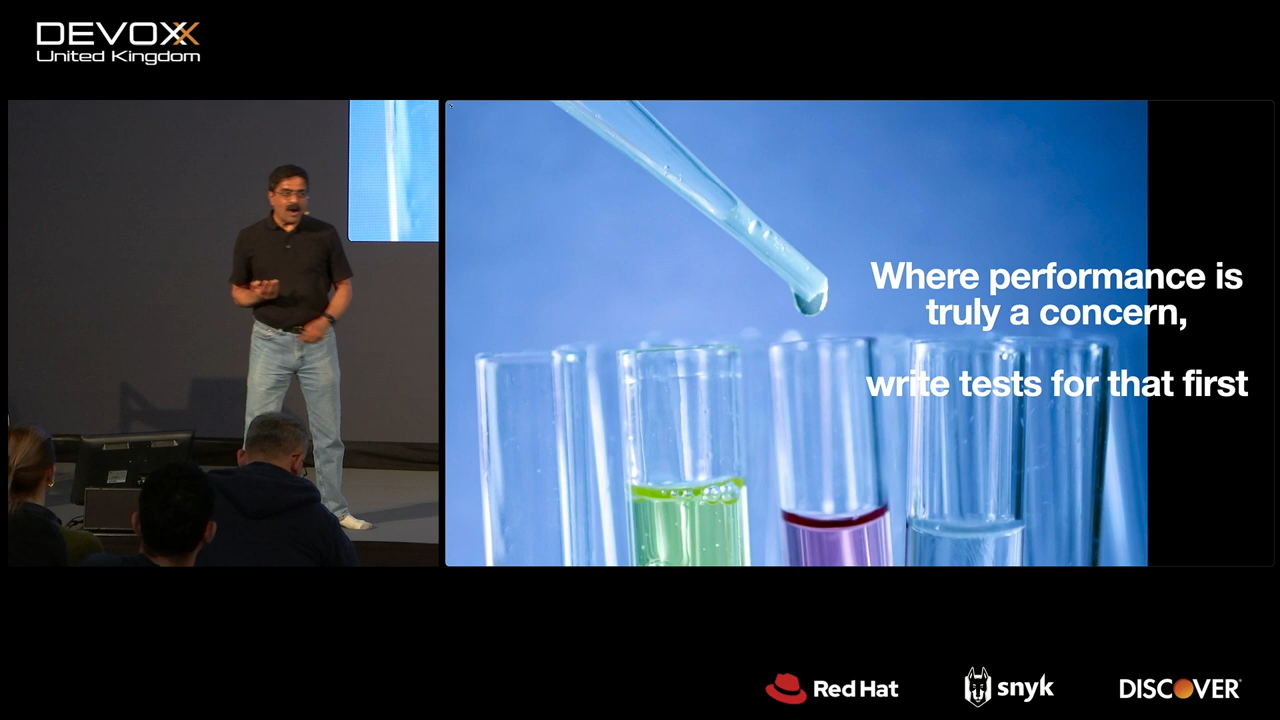 DEVOXX
United Kingdom
Where performance is
truly a concern,
write tests for that first
Red Hat
snyk
DISCOVER